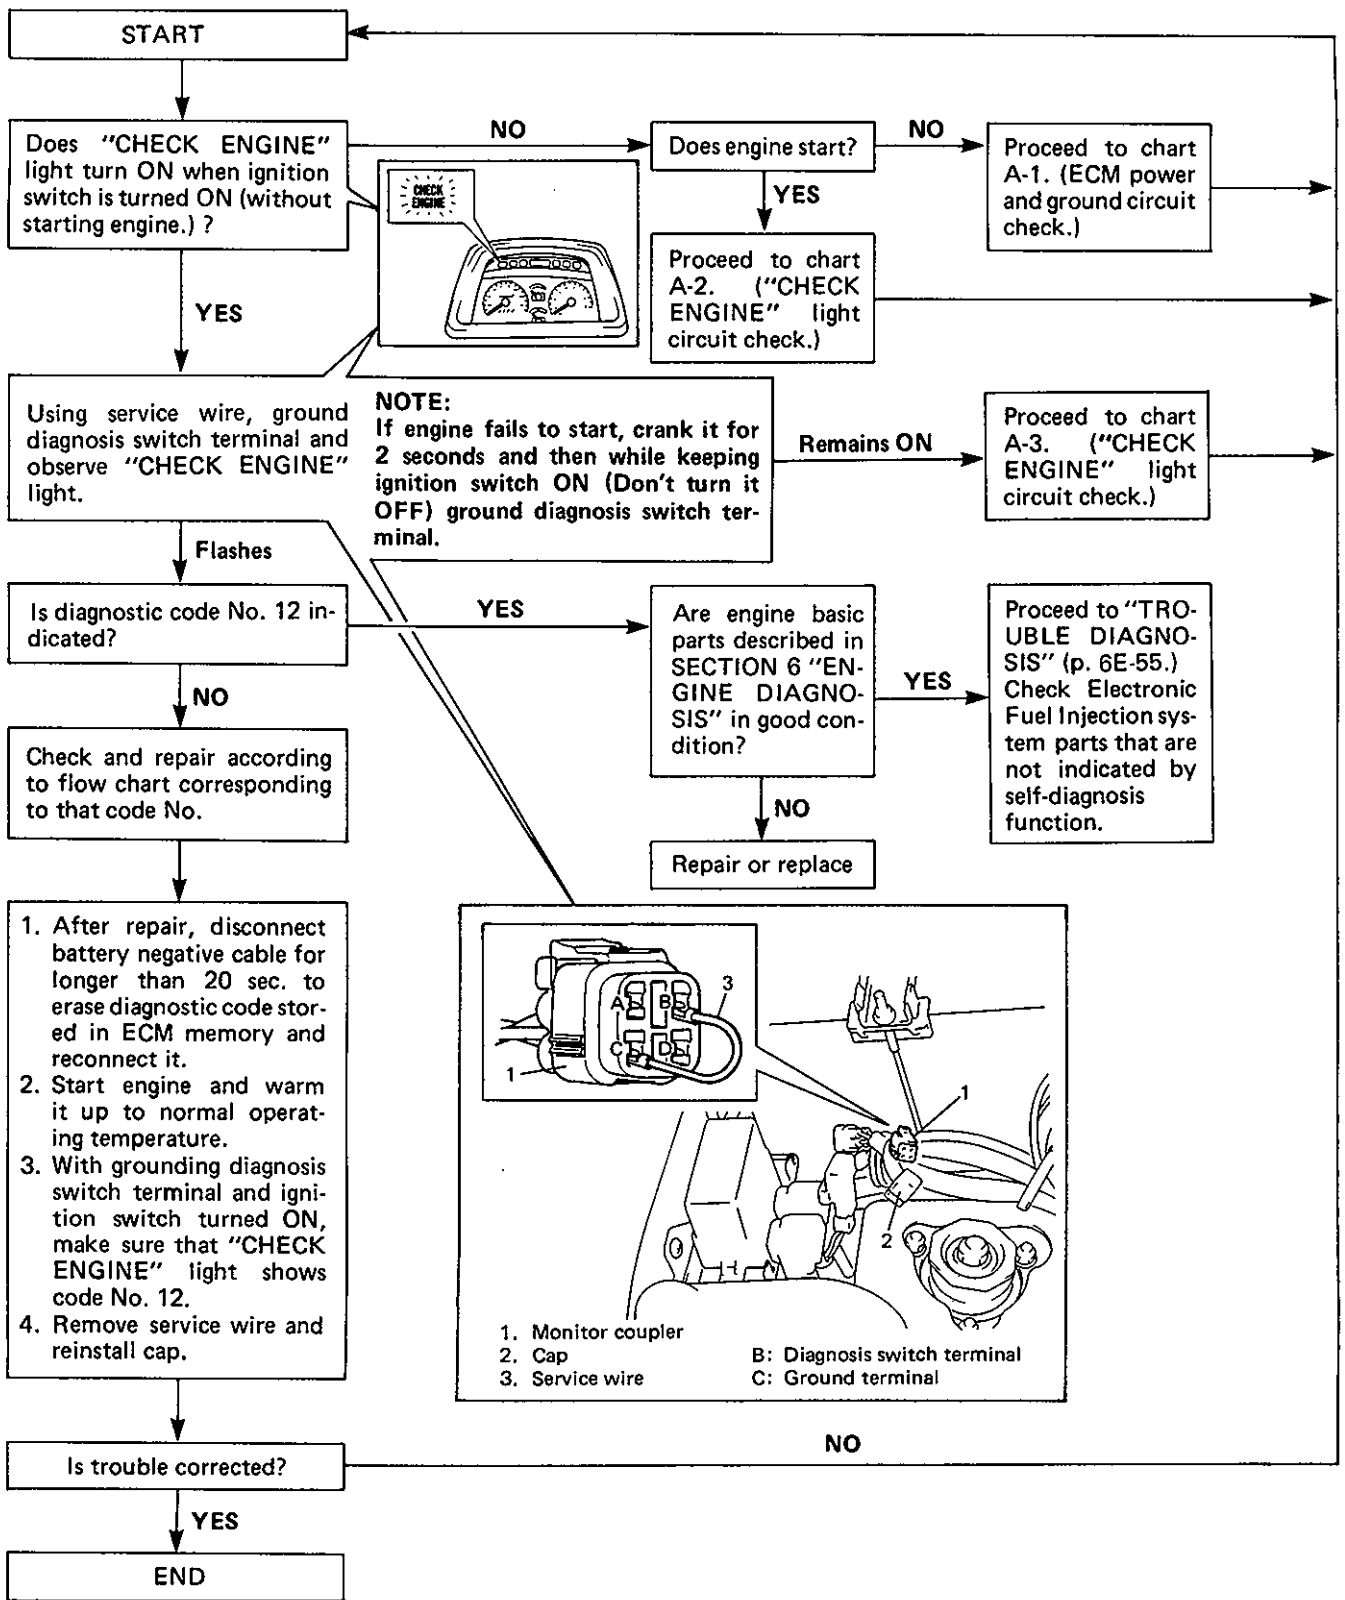 START
Does "CHECK ENGINE"
light turn ON when ignition
switch is turned ON (without
starting engine.) ?
NO
Does engine start?
NO
Proceed to chart
A-1. (ECM power
and ground circuit
check.)
CHECK
ENGINE
YES
Proceed to chart
A-2. ("CHECK
ENGINE" light
circuit check.)
YES
Using service wire, ground
diagnosis switch terminal and
observe "CHECK ENGINE"
light.
NOTE:
If engine fails to start, crank it for
2 seconds and then while keeping
ignition switch ON (Don't turn it
OFF) ground diagnosis switch ter-
minal.
Remains ON
Proceed to chart
A-3. ("CHECK
ENGINE" light
circuit check.)
Flashes
Is diagnostic code No. 12 in-
dicated?
YES
Are engine basic
parts described in
SECTION 6 "EN-
GINE DIAGNO-
SIS" in good con-
dition?
YES
Proceed to "TRO-
UBLE DIAGNO-
SIS" (p. 6E-55.)
Check Electronic
Fuel Injection sys-
tem parts that are
not indicated by
self-diagnosis
function.
NO
Check and repair according
to flow chart corresponding
to that code No.
NO
Repair or replace
1. After repair, disconnect
battery negative cable for
longer than 20 sec. to
erase diagnostic code stor-
ed in ECM memory and
reconnect it.
2. Start engine and warm
it up to normal operat-
ing temperature.
3. With grounding diagnosis
switch terminal and igni-
tion switch turned ON,
make sure that "CHECK
ENGINE" light shows
code No. 12.
4. Remove service wire and
reinstall cap.
A B
C D
3
1
1
2
1. Monitor coupler
2. Cap
3. Service wire
B: Diagnosis switch terminal
C: Ground terminal
Is trouble corrected?
NO
YES
END